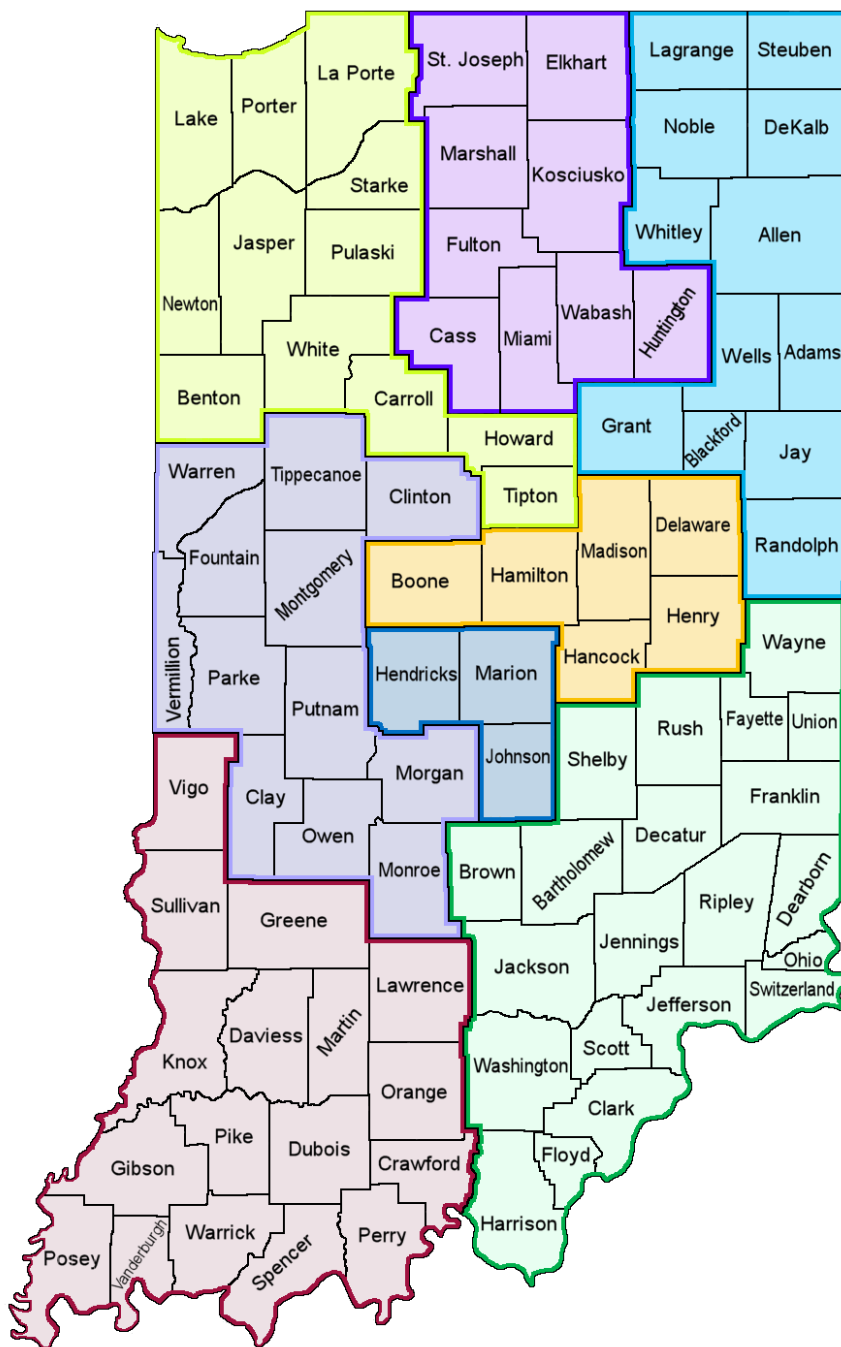 Lagrange
Steuben
St. Joseph
Elkhart
La Porte
Lake
Porter
Noble
DeKalb
Marshall
Kosciusko
Starke
Whitley
Allen
Jasper
Pulaski
Fulton
Newton
Wabash
Huntington
Cass
Miami
White
Wells
Adams
Benton
Carroll
Grant
Blackford
Howard
Jay
Warren
Tippecanoe
Clinton
Tipton
Delaware
Madison
Randolph
Fountain
Montgomery
Boone
Hamilton
Henry
Wayne
Vermillion
Parke
Hendricks
Marion
Hancock
Putnam
Rush
Fayette
Union
Vigo
Clay
Morgan
Johnson
Shelby
Franklin
Owen
Decatur
Monroe
Brown
Bartholomew
Dearborn
Ripley
Sullivan
Greene
Jennings
Ohio
Jackson
Lawrence
Jefferson
Switzerland
Knox
Daviess
Martin
Washington
Scott
Orange
Clark
Pike
Dubois
Gibson
Crawford
Floyd
Harrison
Posey
Vanderburgh
Warrick
Spencer
Perry